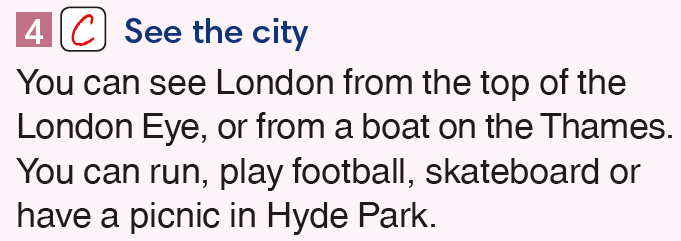 4 C See the city
You can see London from the top of the
London Eye, or from a boat on the Thames.
You can run, play football, skateboard or
have a picnic in Hyde Park.